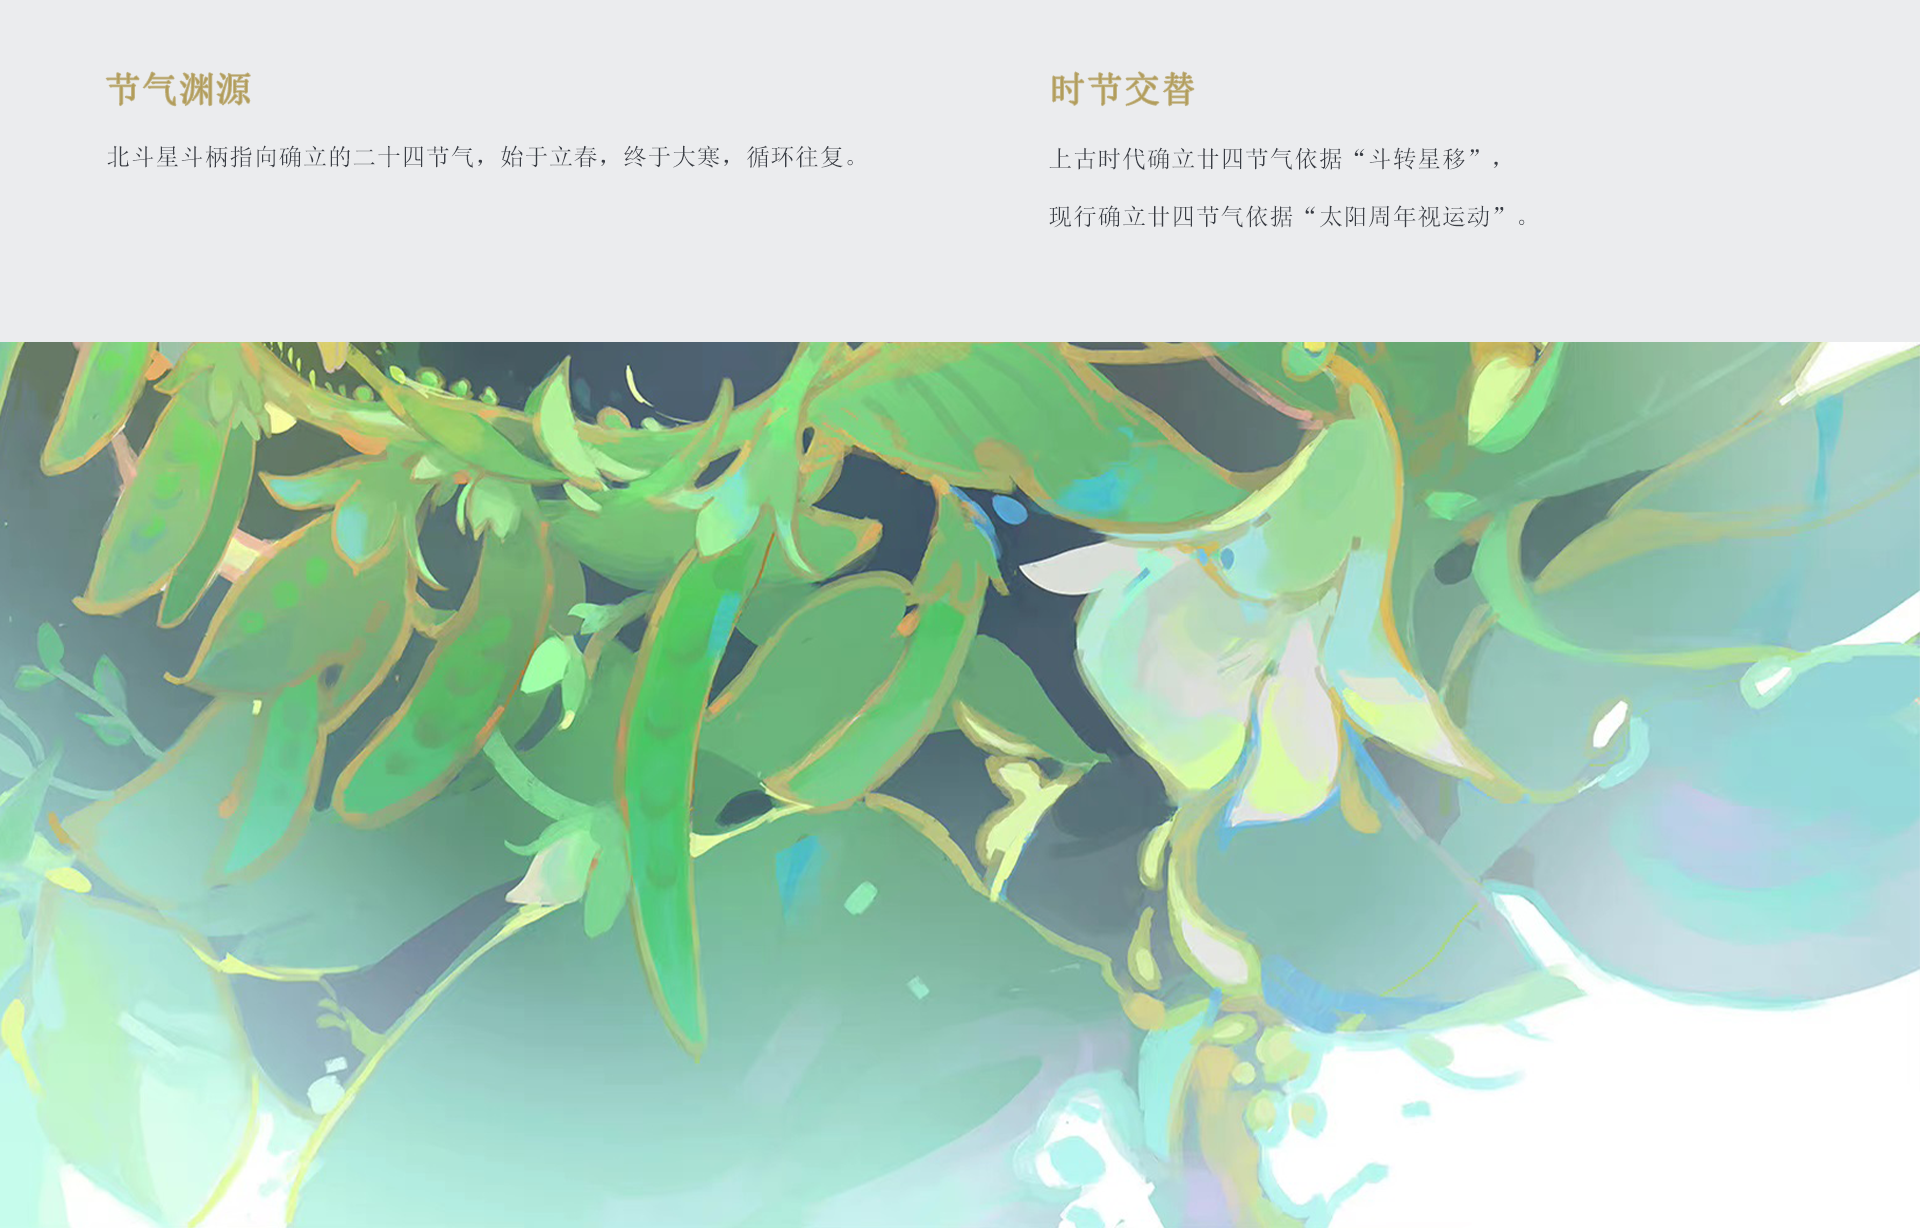 节气渊源
北斗星斗柄指向确立的二十四节气，始于立春，终于大寒，循环往复。
时节交替
上古时代确立廿四节气依据“斗转星移”，
现行确立廿四节气依据“太阳周年视运动”。